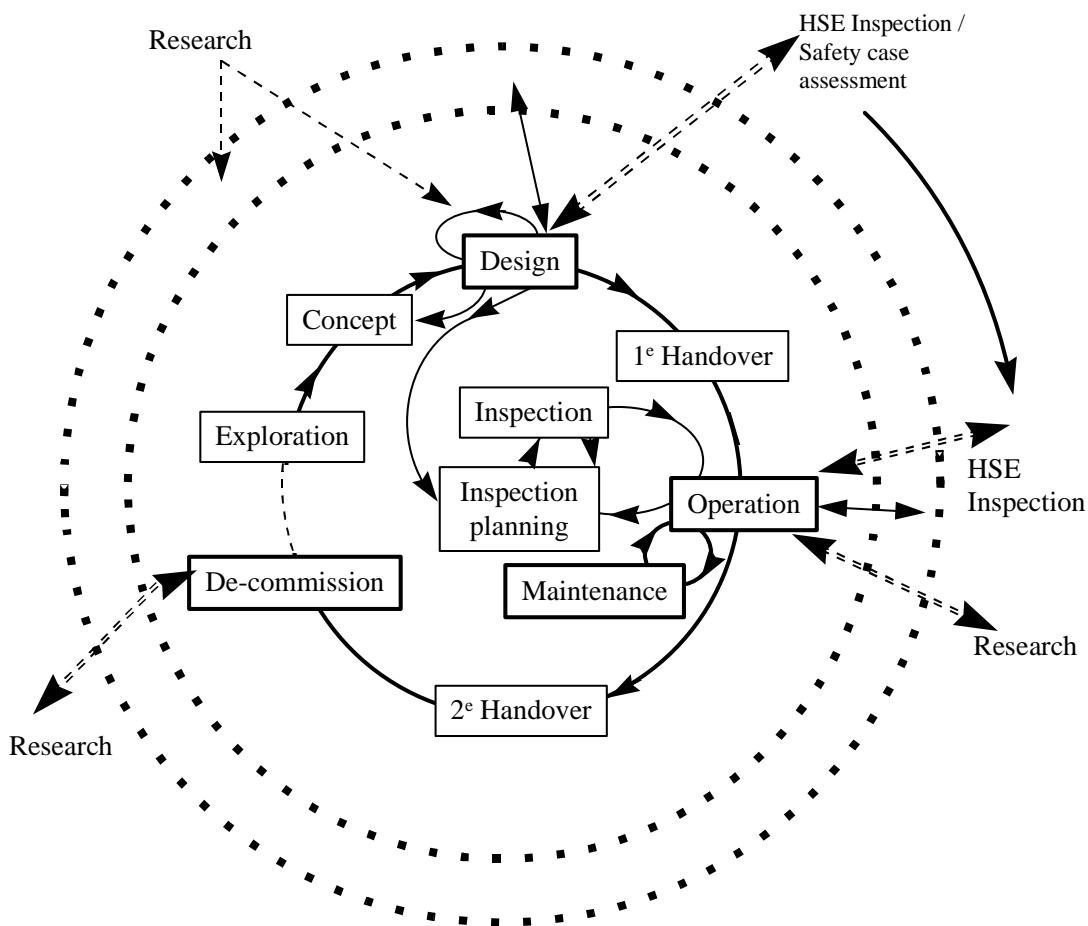 Research
HSE Inspection /
Safety case
assessment
Design
Concept
1ᵉ Handover
Inspection
Exploration
HSE
Inspection
Inspection
planning
Operation
De-commission
Maintenance
Research
2ᵉ Handover
Research